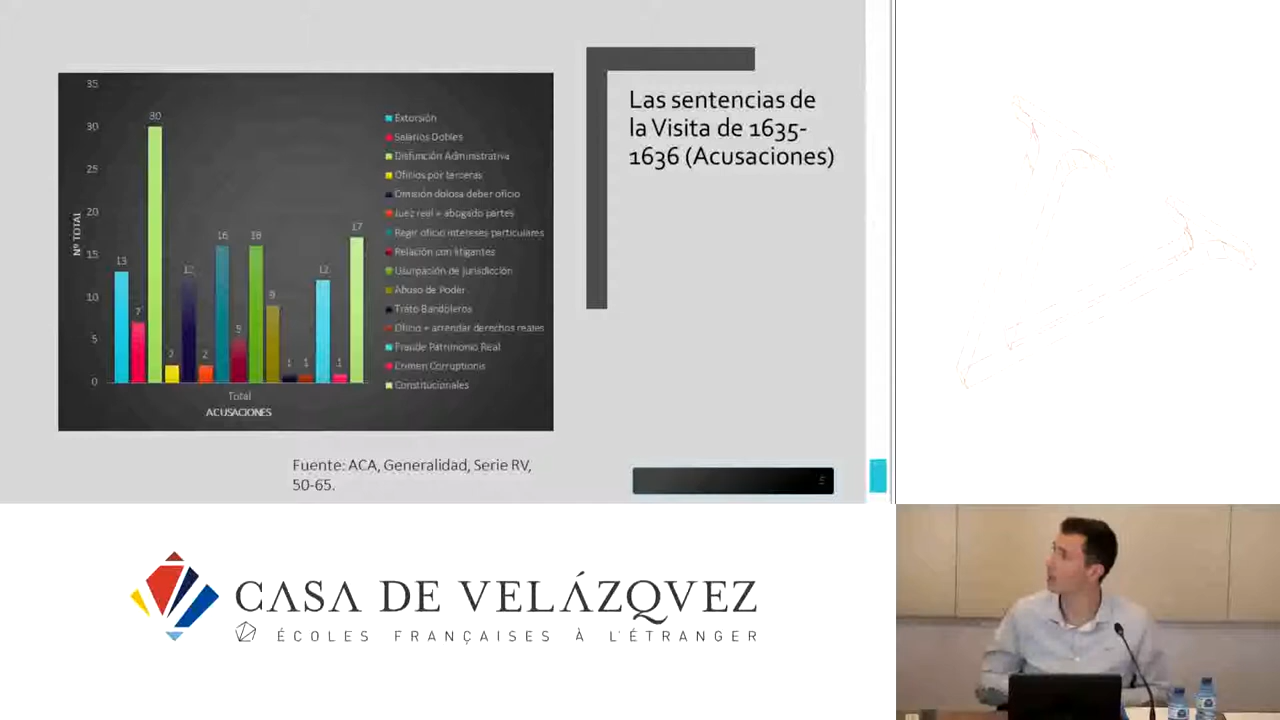 35
30
25
20
15
10
5
0
Nº TOTAL
13
7
30
2
12
2
16
5
16
9
1
1
12
1
17
Total
ACUSACIONES
Extorsión
Salarios Dobles
Disfunción Administrativa
Oficios por terceras
Omisión dolosa deber oficio
Juez real + abogado partes
Regir oficio intereses particulares
Relación con litigantes
Usurpación de jurisdicción
Abuso de Poder
Trato Bandoleros
Oficio + arrendar derechos reales
Fraude Patrimonio Real
Crimen Corruptionis
Constitucionales
Las sentencias de
la Visita de 1635-
1636 (Acusaciones)
Fuente: ACA, Generalidad, Serie RV,
50-65.
CASA DE VELÁZQVEZ
ÉCOLES FRANÇAISES À L'ÉTRANGER